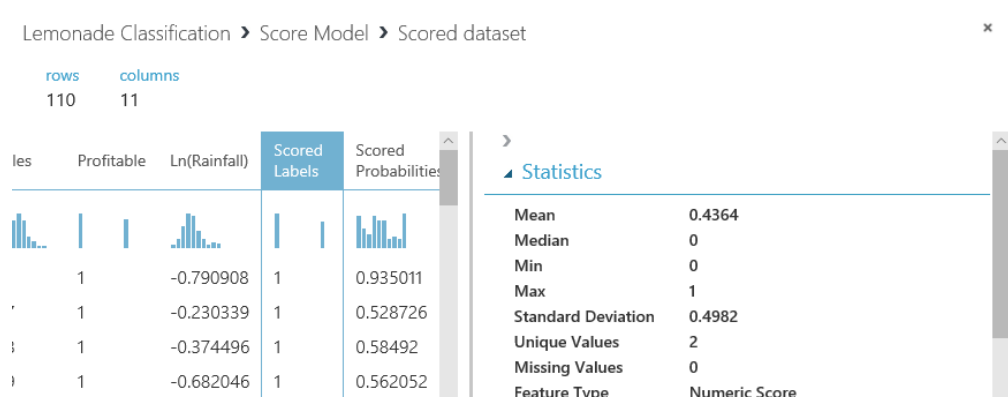 Lemonade Classification > Score Model > Scored dataset
rows columns
110 11
les Profitable Ln(Rainfall) Scored Labels Scored Probabilities
1 -0.790908 1 0.935011
1 -0.230339 1 0.528726
1 -0.374496 1 0.58492
1 -0.682046 1 0.562052
Statistics
Mean 0.4364
Median 0
Min 0
Max 1
Standard Deviation 0.4982
Unique Values 2
Missing Values 0
Feature Type Numeric Score